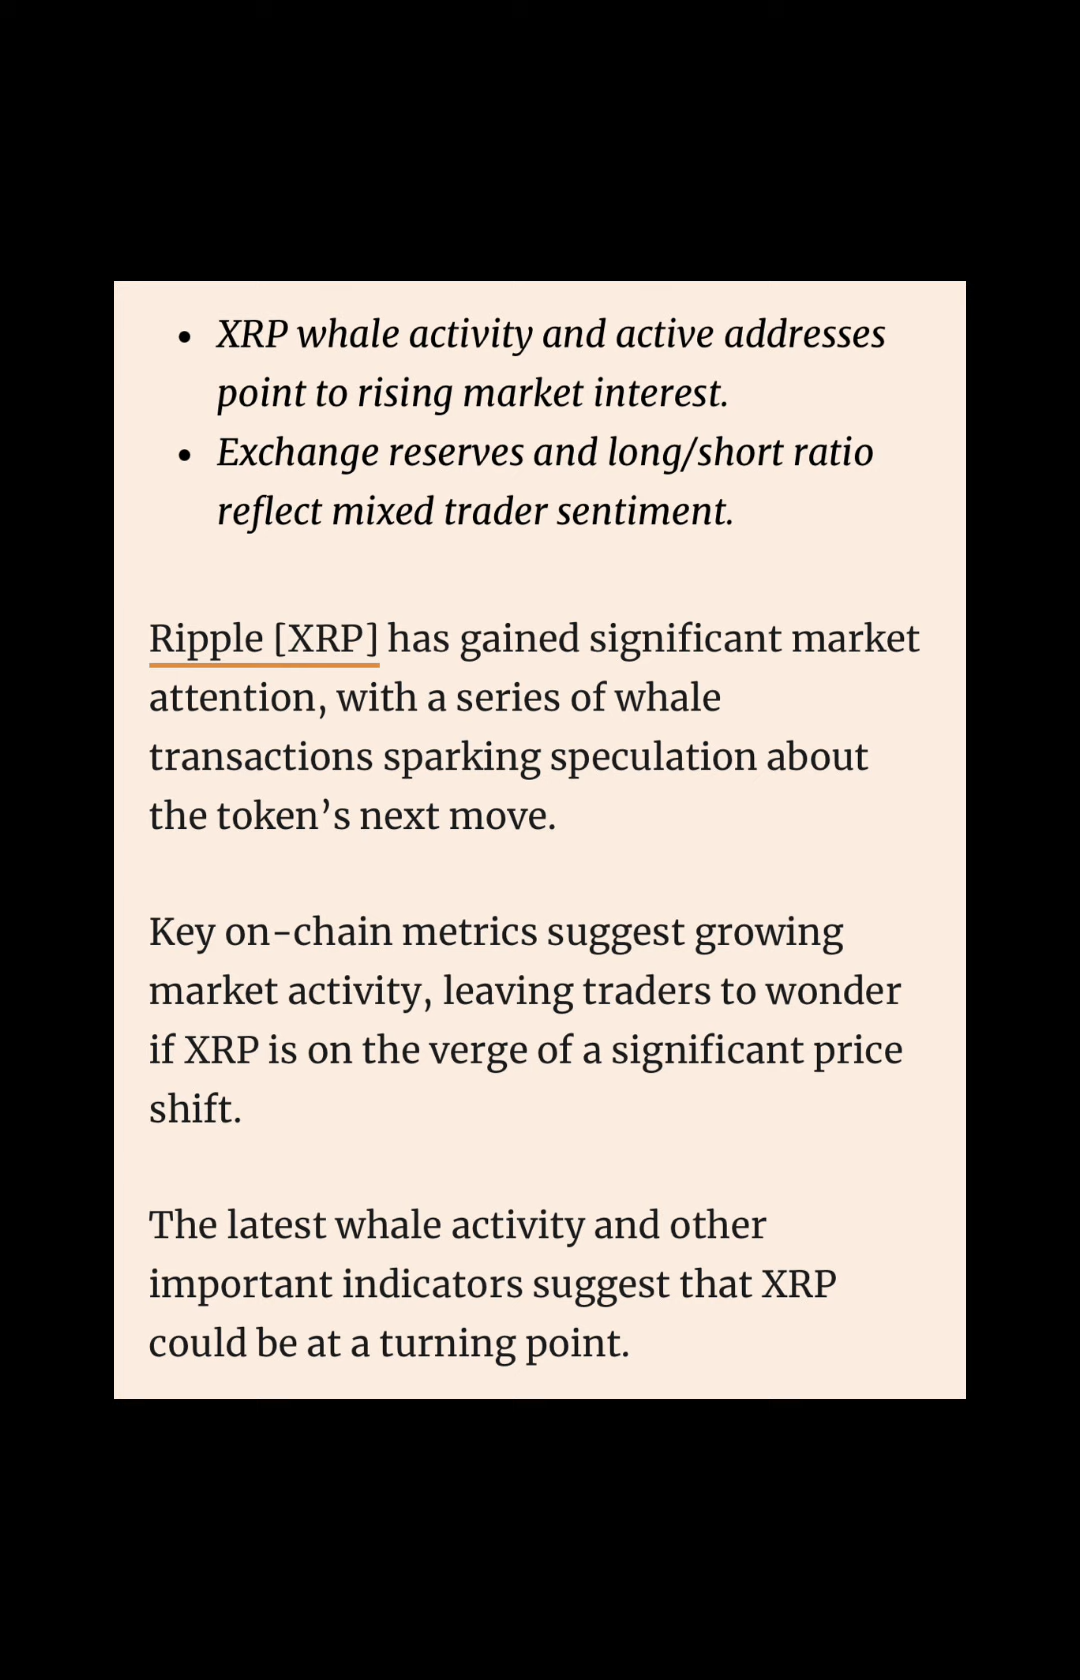 • XRP whale activity and active addresses
point to rising market interest.
• Exchange reserves and long/short ratio
reflect mixed trader sentiment.
Ripple [XRP] has gained significant market
attention, with a series of whale
transactions sparking speculation about
the token’s next move.
Key on-chain metrics suggest growing
market activity, leaving traders to wonder
if XRP is on the verge of a significant price
shift.
The latest whale activity and other
important indicators suggest that XRP
could be at a turning point.